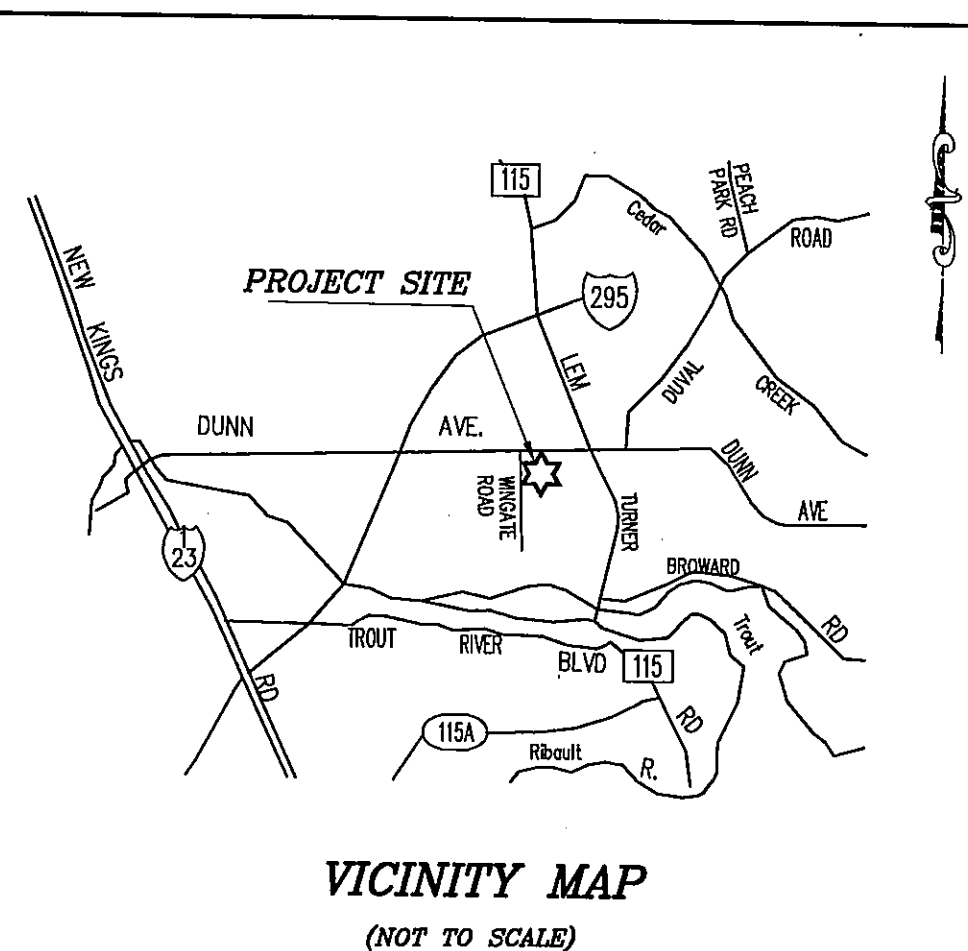 115
PEACH
PARK RD
Cedar
ROAD
NEW
KINGS
PROJECT SITE
295
LEM
DUVAL
CREEK
DUNN
AVE.
DUNN
WINGATE
ROAD
TURNER
AVE
1
23
BROWARD
TROUT
RIVER
BLVD
Trout
RD
115
RD
RD
115A
Ribault
R.
VICINITY MAP
(NOT TO SCALE)